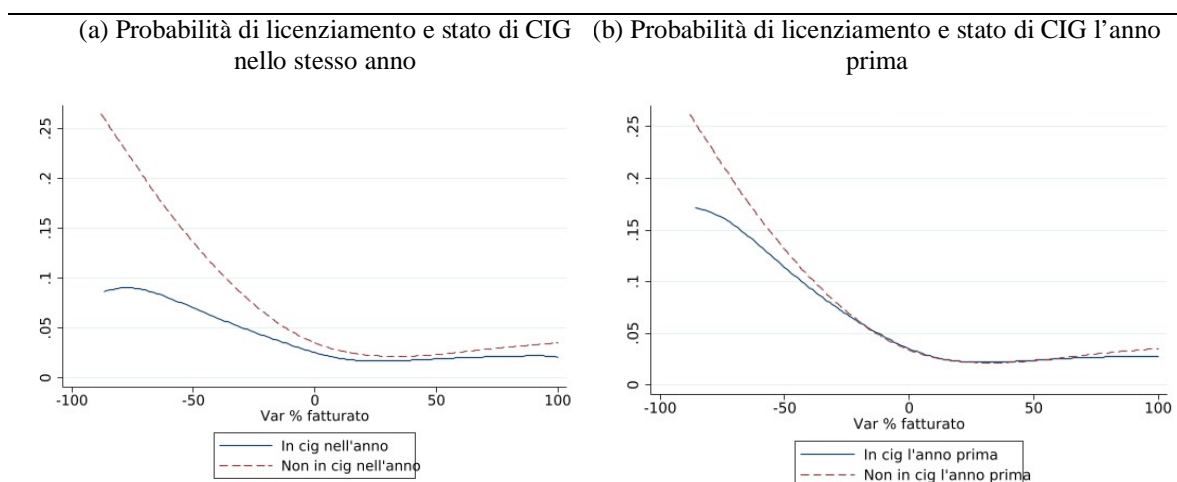 (a) Probabilità di licenziamento e stato di CIG
nello stesso anno
(b) Probabilità di licenziamento e stato di CIG l’anno
prima
.25
.2
.15
.1
.05
0
-100 -50 0 50 100
Var % fatturato
In cig nell'anno
Non in cig nell'anno
.25
.2
.15
.1
.05
0
-100 -50 0 50 100
Var % fatturato
In cig l'anno prima
Non in cig l'anno prima